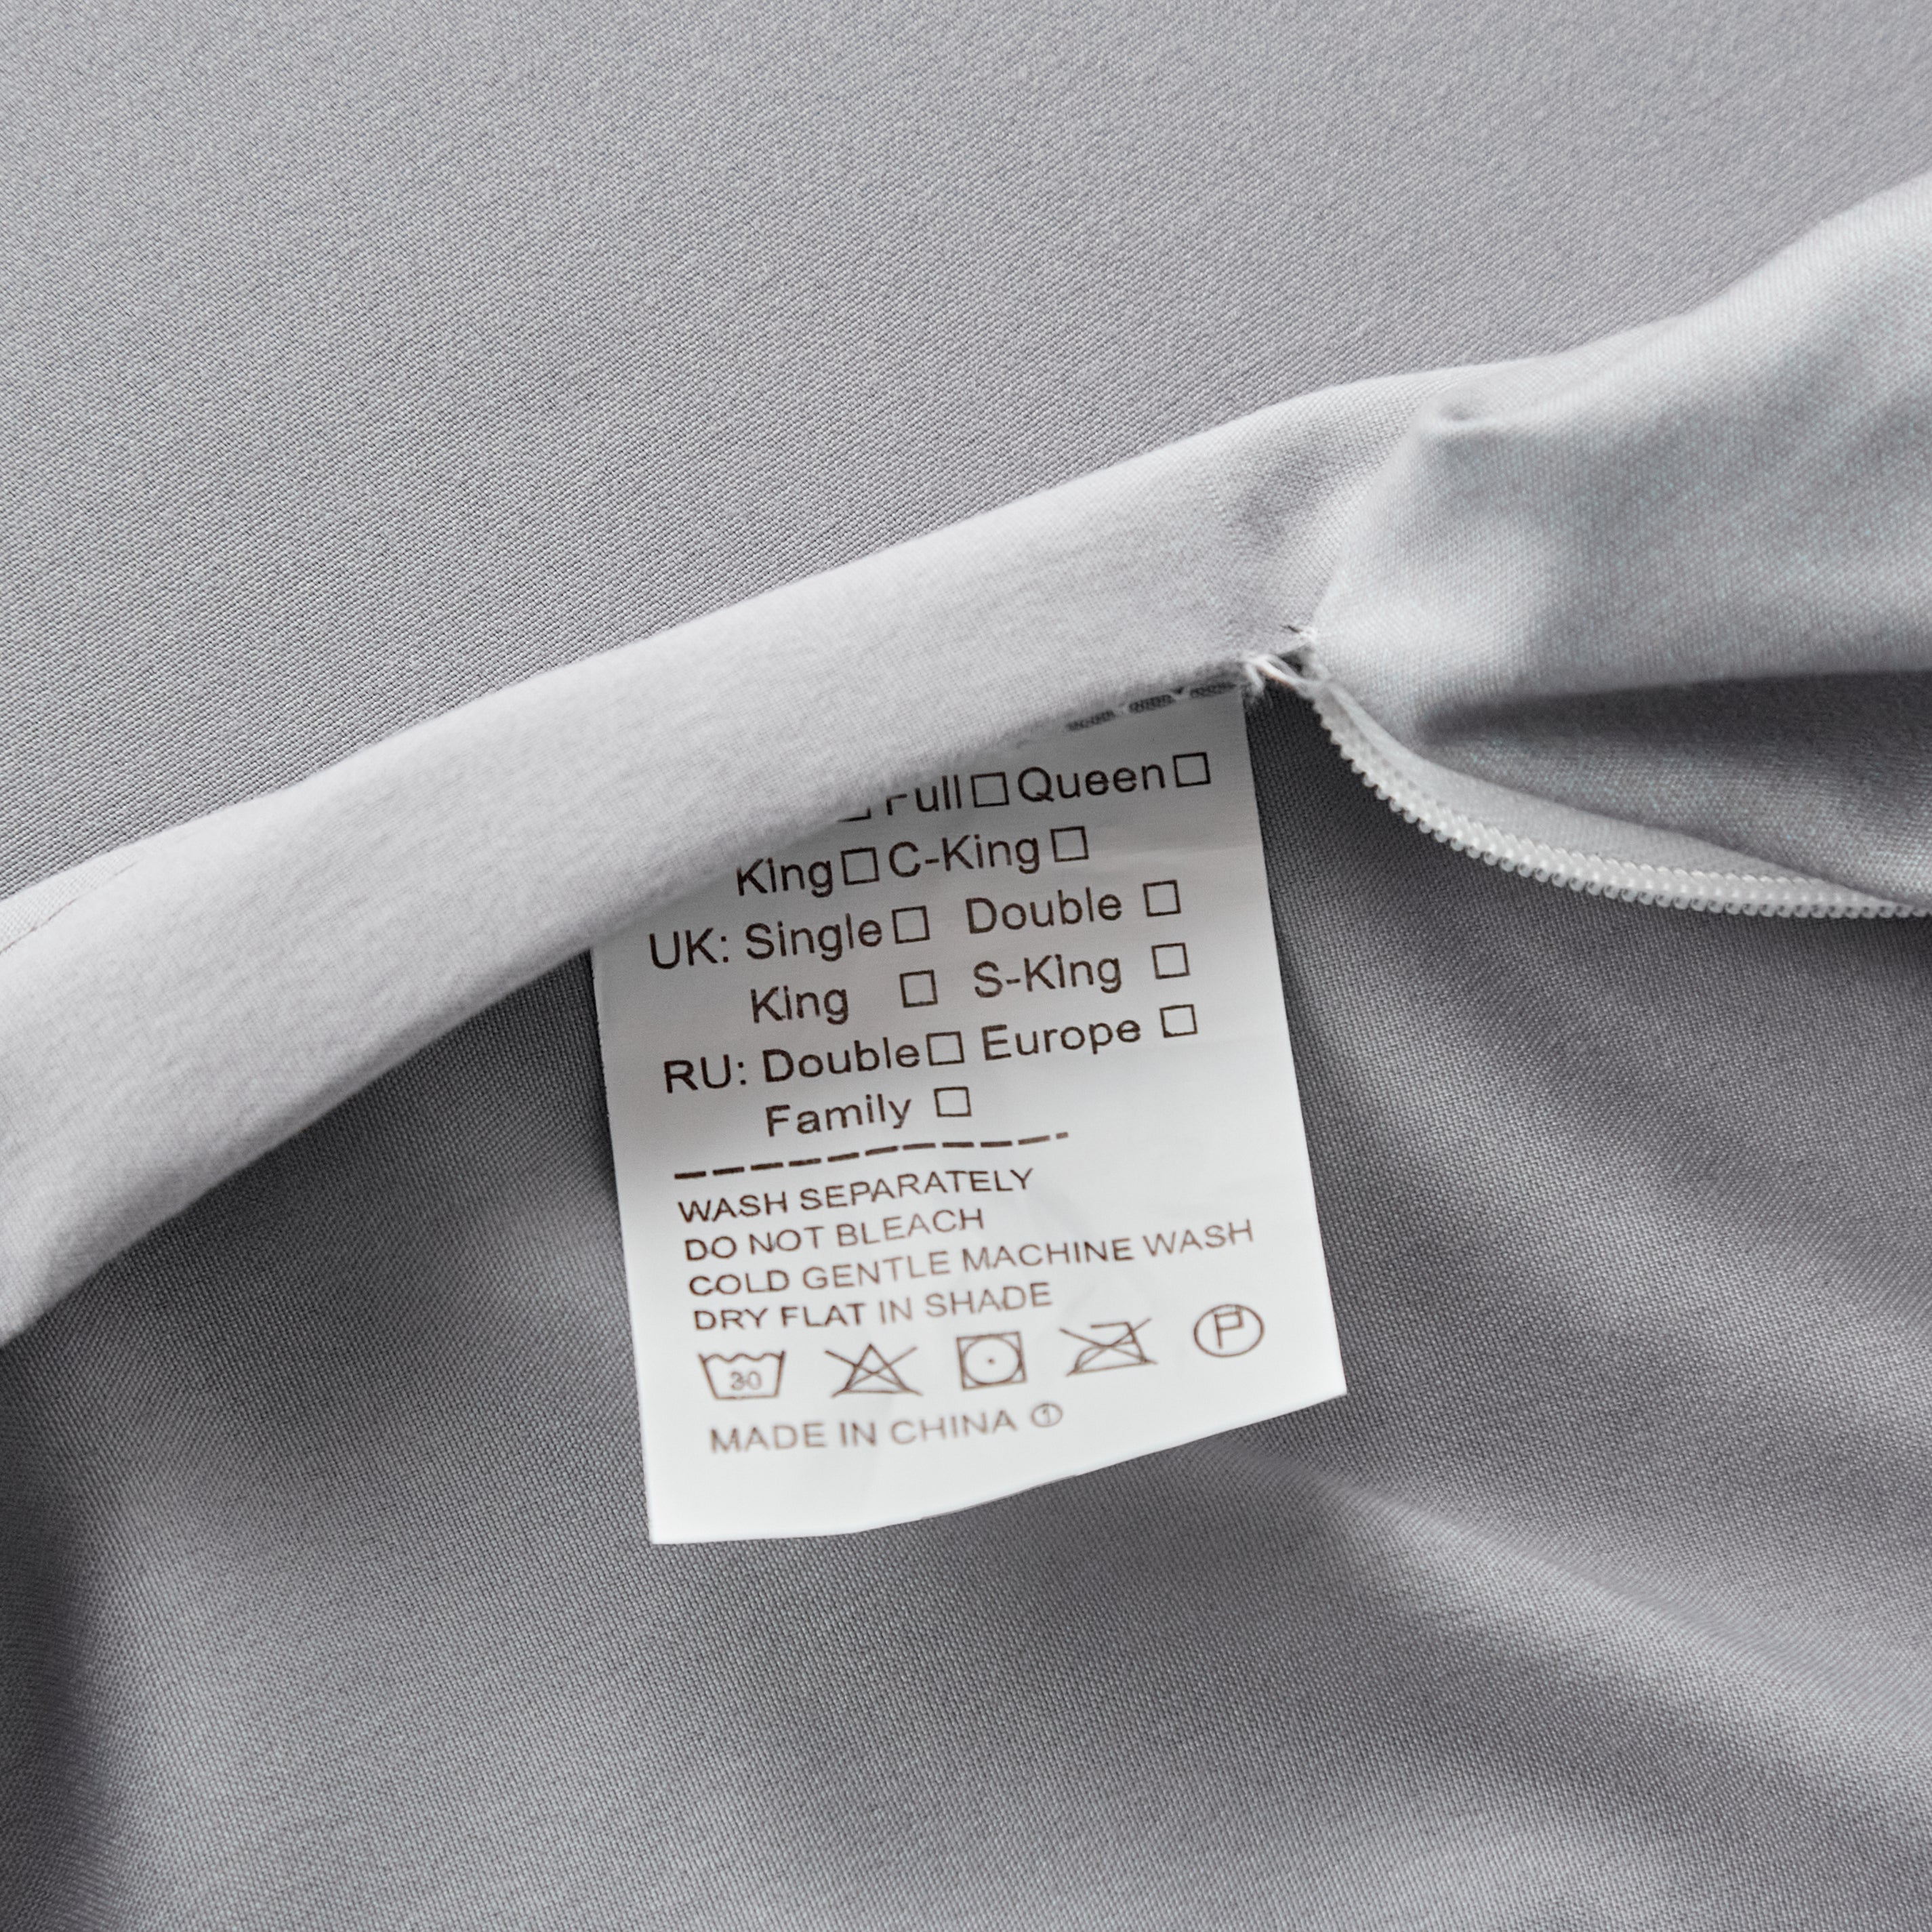 Full□ Queen□
King□ C-King□
UK: Single□ Double □
King □ S-King □
RU: Double□ Europe □
Family □
WASH SEPARATELY
DO NOT BLEACH
COLD GENTLE MACHINE WASH
DRY FLAT IN SHADE
30 P
MADE IN CHINA ①